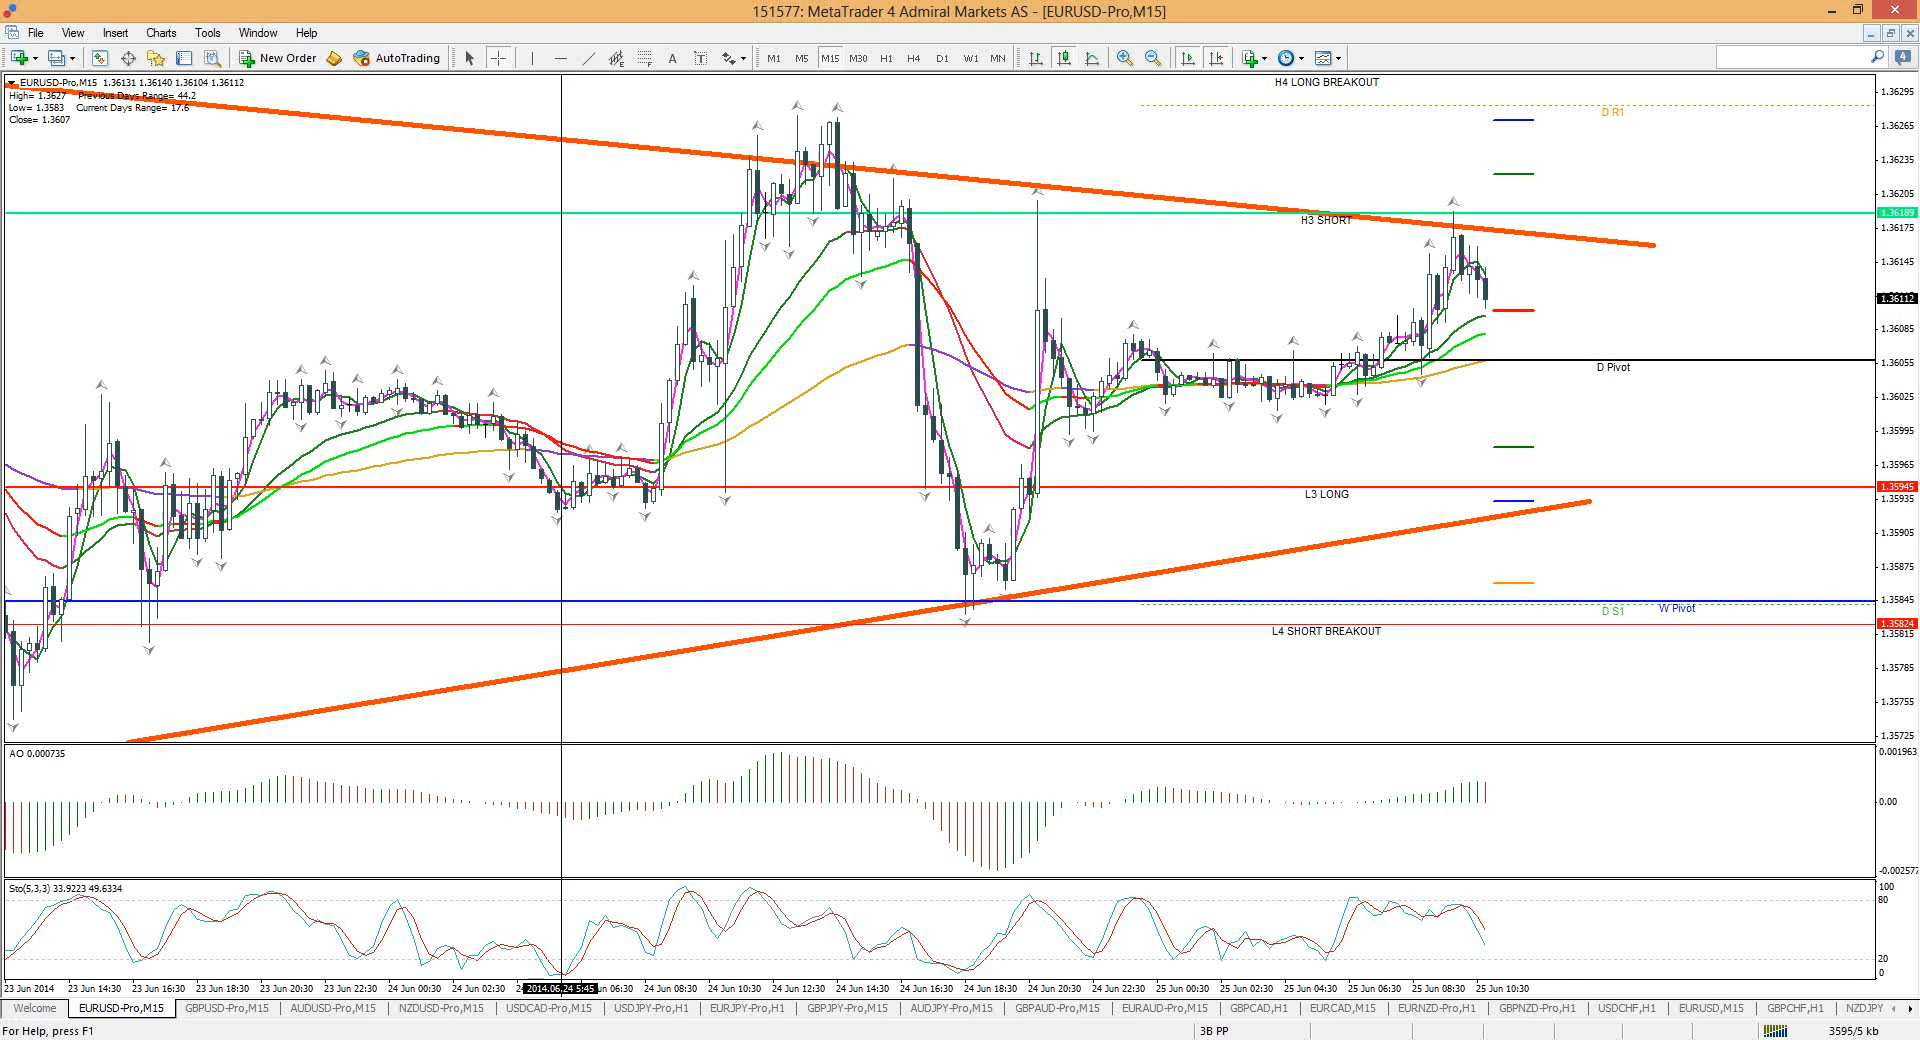 151577: MetaTrader 4 Admiral Markets AS - [EURUSD-Pro,M15]
File View Insert Charts Tools Window Help
New Order AutoTrading A T M1 M5 M15 M30 H1 H4 D1 W1 MN 4
EURUSD-Pro,M15 1.36131 1.36140 1.36104 1.36112
High= 1.3627 Previous Days Range= 44.2
Low= 1.3583 Current Days Range= 17.6
Close= 1.3607
H4 LONG BREAKOUT
D R1
H3 SHORT
D Pivot
L3 LONG
W Pivot
D S1
L4 SHORT BREAKOUT
1.36295
1.36265
1.36235
1.36205
1.36189
1.36175
1.36145
1.36112
1.36085
1.36055
1.36025
1.35995
1.35965
1.35945
1.35935
1.35905
1.35875
1.35845
1.35824
1.35815
1.35785
1.35755
1.35725
AO 0.000735
0.001963
0.00
-0.002577
Sto(5,3,3) 33.9223 49.6334
100
80
20
0
23 Jun 2014 23 Jun 14:30 23 Jun 16:30 23 Jun 18:30 23 Jun 20:30 23 Jun 22:30 24 Jun 00:30 24 Jun 02:30 2014.06.24 5:45 06:30 24 Jun 08:30 24 Jun 10:30 24 Jun 12:30 24 Jun 14:30 24 Jun 16:30 24 Jun 18:30 24 Jun 20:30 24 Jun 22:30 25 Jun 00:30 25 Jun 02:30 25 Jun 04:30 25 Jun 06:30 25 Jun 08:30 25 Jun 10:30
Welcome EURUSD-Pro,M15 GBPUSD-Pro,M15 AUDUSD-Pro,M15 NZDUSD-Pro,M15 USDCAD-Pro,M15 USDJPY-Pro,H1 EURJPY-Pro,H1 GBPJPY-Pro,M15 AUDJPY-Pro,M15 GBPAUD-Pro,M15 EURAUD-Pro,M15 GBPCAD,H1 EURCAD,M15 EURNZD-Pro,H1 GBPNZD-Pro,H1 USDCHF,H1 EURUSD,M15 GBPCHF,H1 NZDJPY
For Help, press F1 3B PP 3595/5 kb